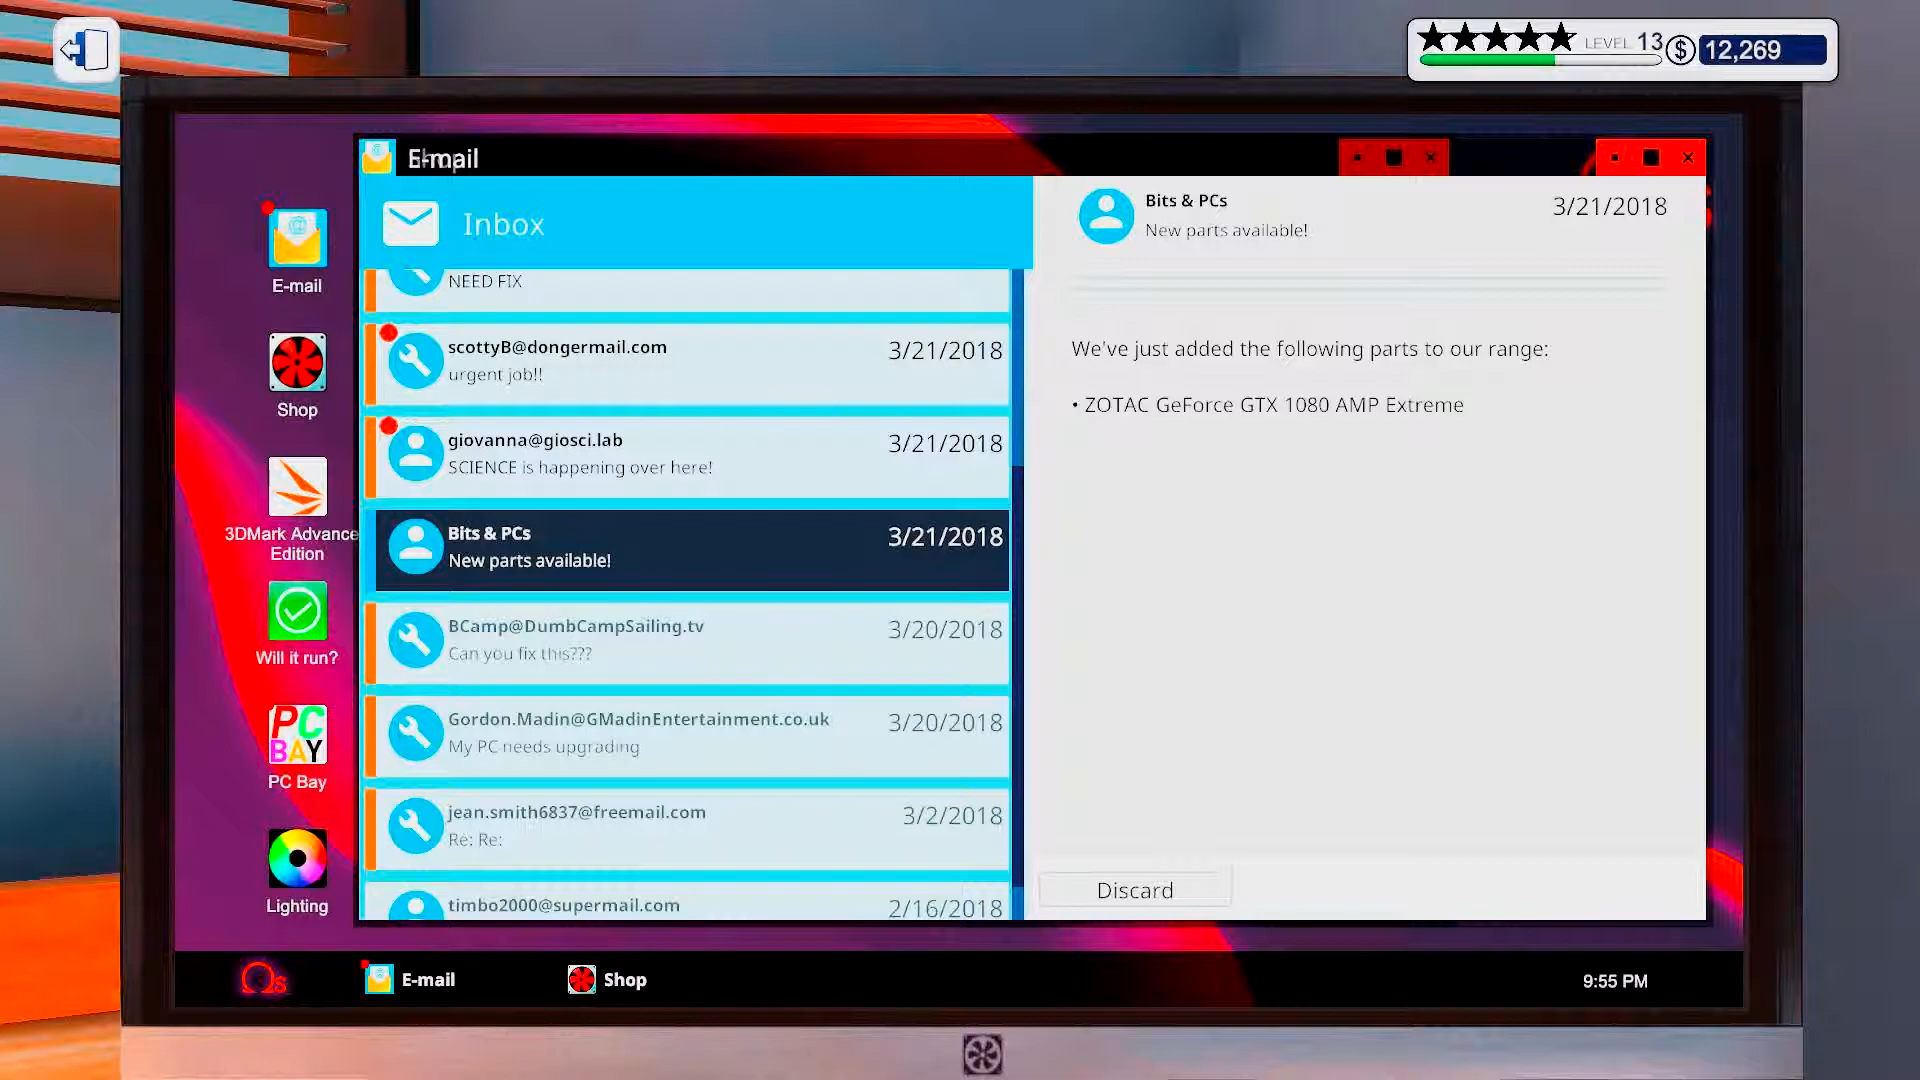 LEVEL 13
$ 12,269
E-mail
Inbox
NEED FIX
scottyB@dongermail.com
3/21/2018
urgent job!!
giovanna@giosci.lab
3/21/2018
SCIENCE is happening over here!
Bits & PCs
3/21/2018
New parts available!
BCamp@DumbCampSailing.tv
3/20/2018
Can you fix this???
Gordon.Madin@GMadinEntertainment.co.uk
3/20/2018
My PC needs upgrading
jean.smith6837@freemail.com
3/2/2018
Re: Re:
timbo2000@supermail.com
2/16/2018
Bits & PCs
3/21/2018
New parts available!
We've just added the following parts to our range:
• ZOTAC GeForce GTX 1080 AMP Extreme
Discard
E-mail
Shop
3DMark Advance
Edition
Will it run?
PC
BAY
PC Bay
Lighting
Ωs
E-mail
Shop
9:55 PM